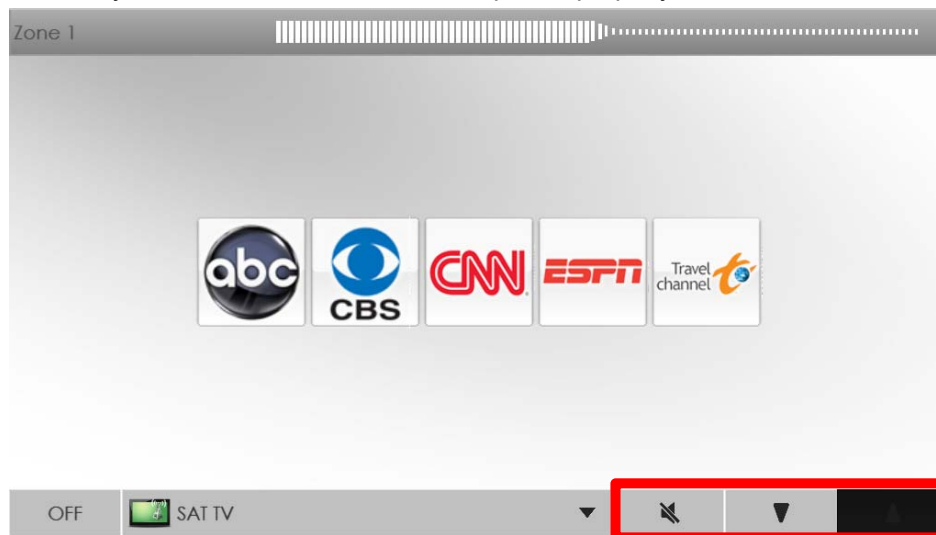 Zone 1
abc
CBS
CNN
ESPN
Travel
channel
OFF
SAT TV